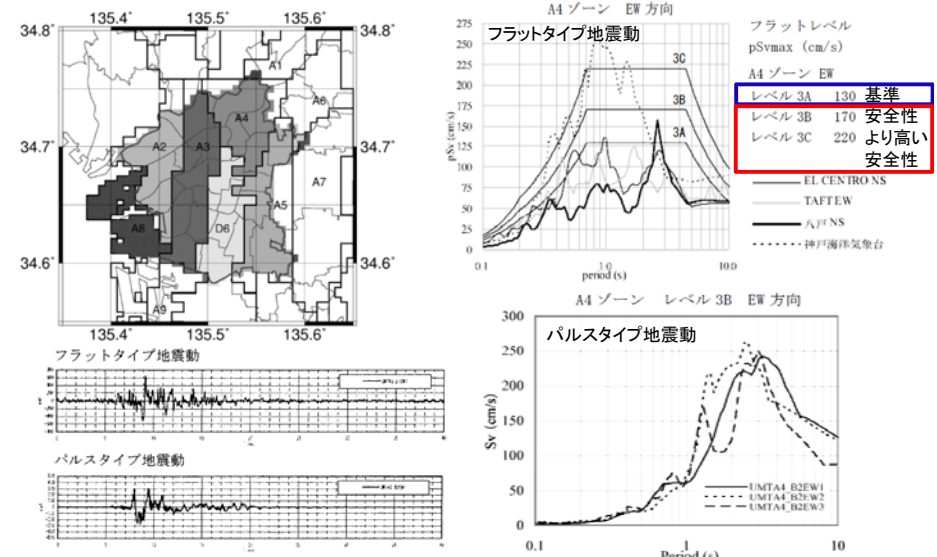 135.4˚ 135.5˚ 135.6˚
34.8˚ 34.8˚
34.7˚ 34.7˚
34.6˚ 34.6˚
135.4˚ 135.5˚ 135.6˚
A1
A6
A4
A2 A3
A7
A5
A8 D6
A9
フラットタイプ地震動
パルスタイプ地震動
A4 ゾーン EW 方向
フラットタイプ地震動
275
250
225
200
175
150
125
100
75
50
25
0
pSv (cm/s)
3C
3B
3A
0.1 1.0 10.0
period (s)
フラットレベル
pSvmax (cm/s)
A4 ゾーン EW
レベル 3A 130 基準
レベル 3B 170 安全性
レベル 3C 220 より高い
安全性
EL CENTRO NS
TAFT EW
八戸 NS
神戸海洋気象台
A4 ゾーン レベル 3B EW 方向
パルスタイプ地震動
300
250
200
150
100
50
0
Sv (cm/s)
UMTA4_B2EW1
UMTA4_B2EW2
UMTA4_B2EW3
0.1 1 10
Period (s)